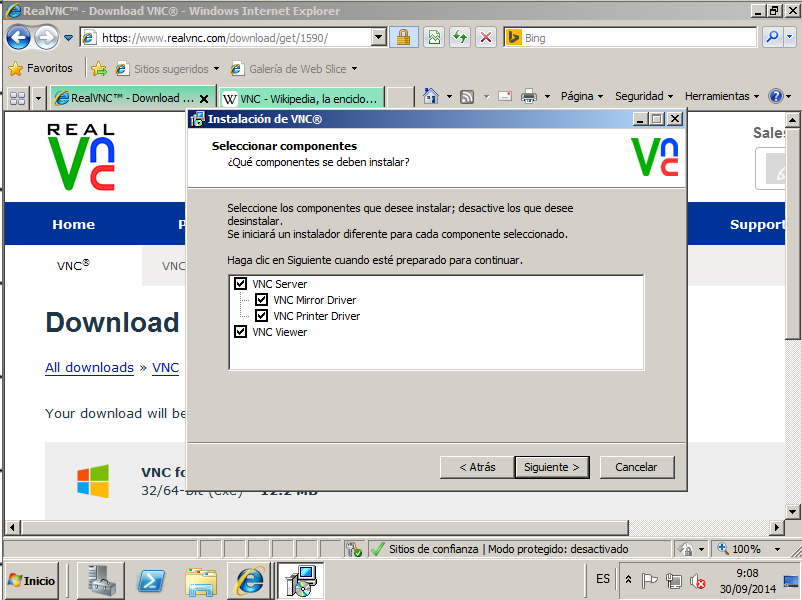 RealVNC™ - Download VNC® - Windows Internet Explorer
https://www.realvnc.com/download/get/1590/
Bing
Favoritos
Sitios sugeridos
Galería de Web Slice
RealVNC™ - Download ...
W VNC - Wikipedia, la enciclo...
Página
Seguridad
Herramientas
REAL
VNC
Sales
Home
P
Support
VNC®
VNC
Download
All downloads » VNC
Your download will be
VNC fo
32/64-bit (exe) 12.2 MB
Instalación de VNC®
Seleccionar componentes
¿Qué componentes se deben instalar?
VNC
Seleccione los componentes que desee instalar; desactive los que desee
desinstalar.
Se iniciará un instalador diferente para cada componente seleccionado.
Haga clic en Siguiente cuando esté preparado para continuar.
VNC Server
VNC Mirror Driver
VNC Printer Driver
VNC Viewer
< Atrás
Siguiente >
Cancelar
Sitios de confianza | Modo protegido: desactivado
100%
Inicio
ES
9:08
30/09/2014